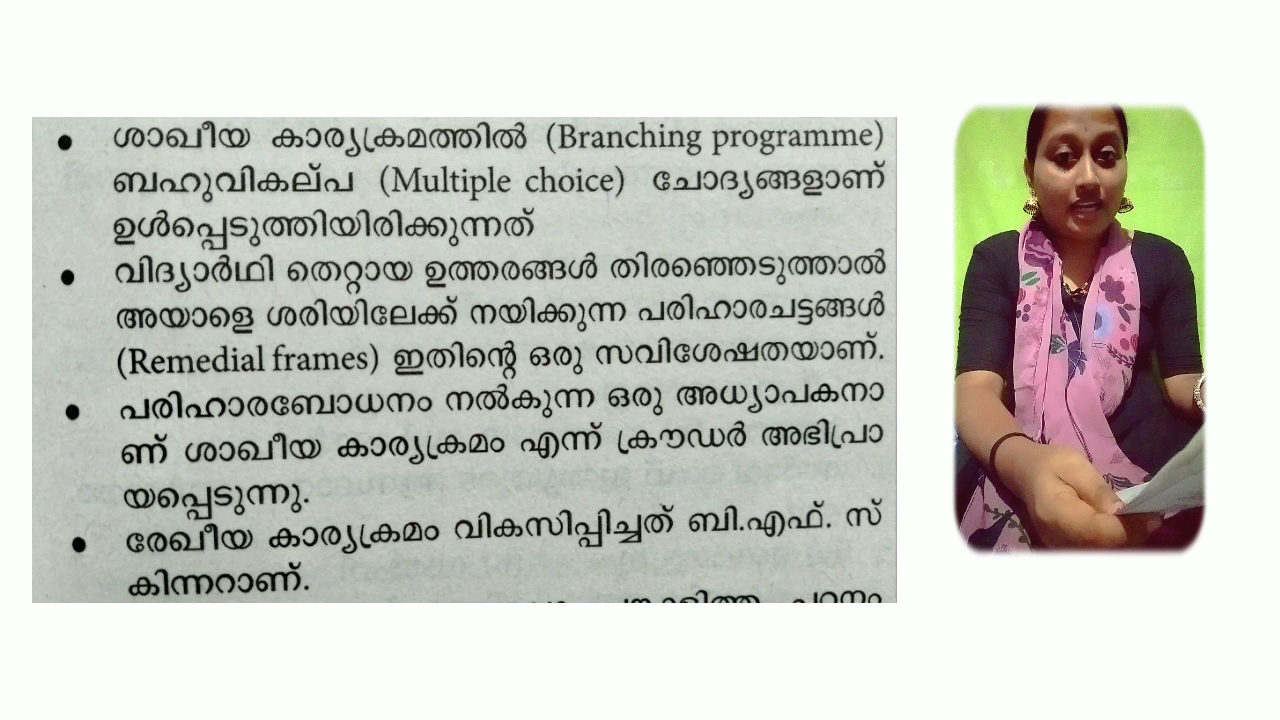 • ശാഖീയ കാര്യക്രമത്തിൽ (Branching programme)
ബഹുവികല്പ (Multiple choice) ചോദ്യങ്ങളാണ്
ഉൾപ്പെടുത്തിയിരിക്കുന്നത്
• വിദ്യാർഥി തെറ്റായ ഉത്തരങ്ങൾ തിരഞ്ഞെടുത്താൽ
അയാളെ ശരിയിലേക്ക് നയിക്കുന്ന പരിഹാരചട്ടങ്ങൾ
(Remedial frames) ഇതിന്റെ ഒരു സവിശേഷതയാണ്.
• പരിഹാരബോധനം നൽകുന്ന ഒരു അധ്യാപകനാ
ണ് ശാഖീയ കാര്യക്രമം എന്ന് ക്രൗഡർ അഭിപ്രാ
യപ്പെടുന്നു.
• രേഖീയ കാര്യക്രമം വികസിപ്പിച്ചത് ബി.എഫ്. സ്
കിന്നറാണ്.